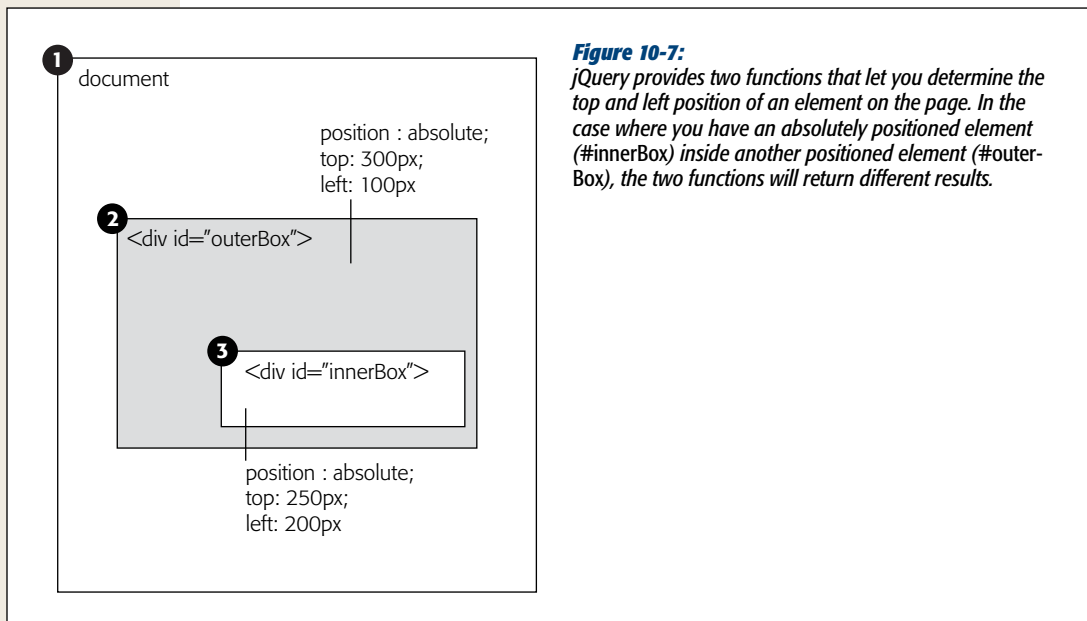 1
document
position : absolute;
top: 300px;
left: 100px
2
<div id="outerBox">
3
<div id="innerBox">
position : absolute;
top: 250px;
left: 200px
Figure 10-7:
jQuery provides two functions that let you determine the
top and left position of an element on the page. In the
case where you have an absolutely positioned element
(#innerBox) inside another positioned element (#outer-
Box), the two functions will return different results.